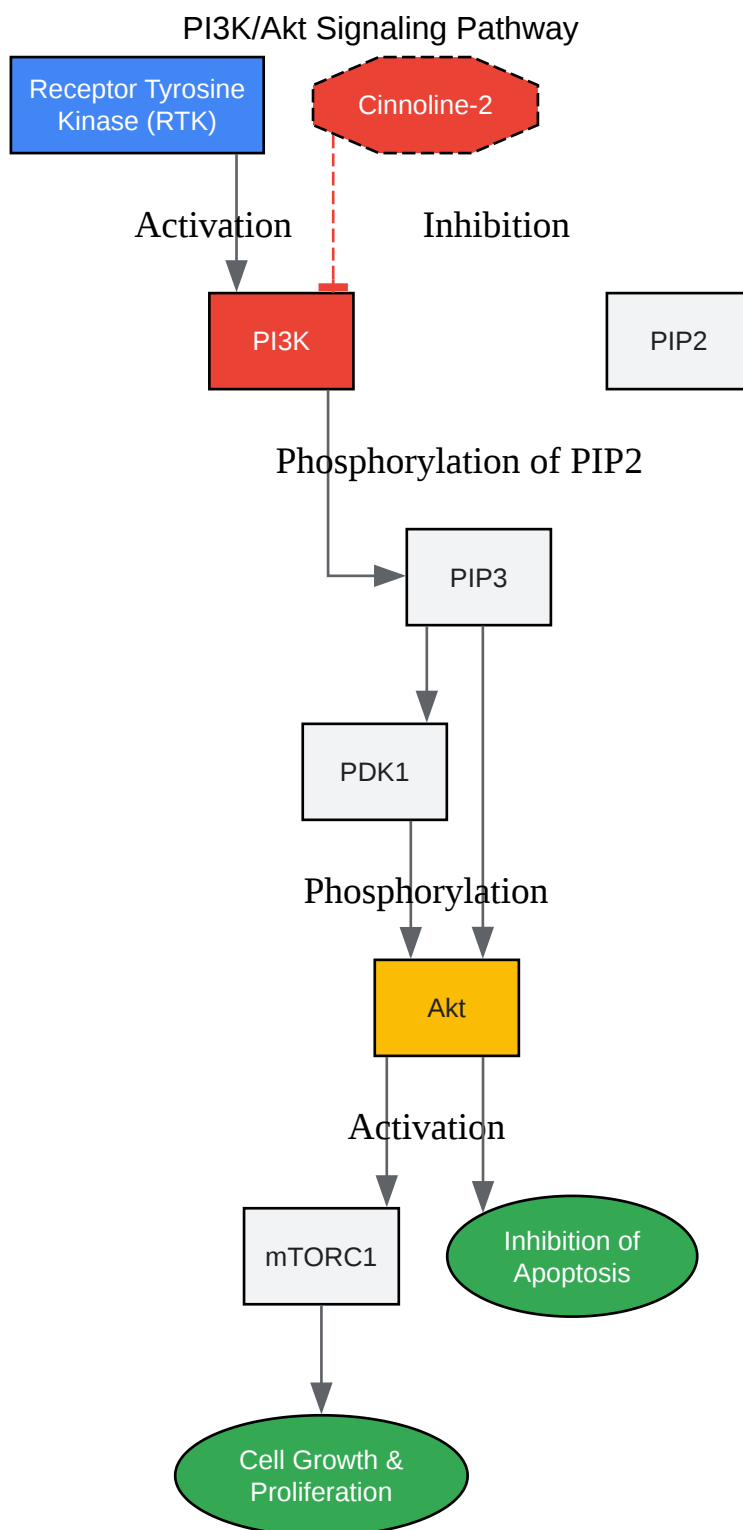 PI3K/Akt Signaling Pathway
Receptor Tyrosine
Kinase (RTK)
Cinnoline-2
Activation
Inhibition
PI3K
PIP2
Phosphorylation of PIP2
PIP3
PDK1
Phosphorylation
Akt
Activation
mTORC1
Inhibition of
Apoptosis
Cell Growth &
Proliferation